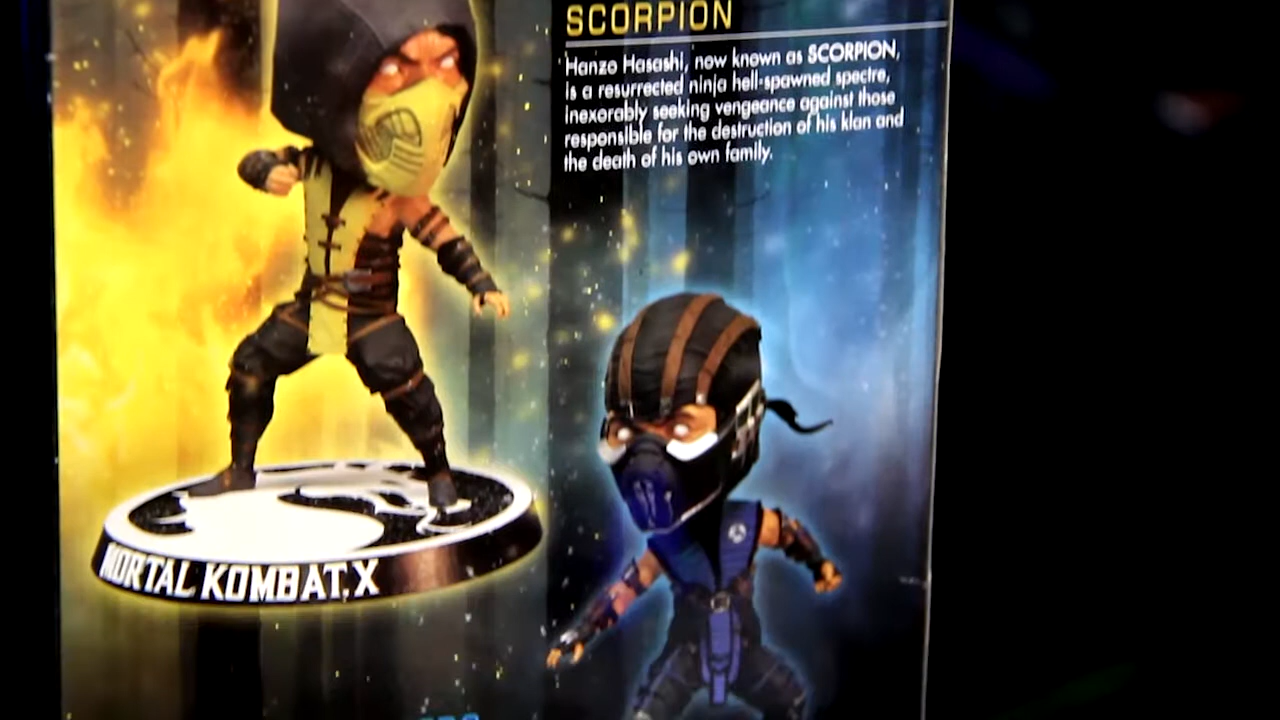 SCORPION
Hanzo Hasashi, now known as SCORPION,
is a resurrected ninja hell-spawned spectre,
inexorably seeking vengeance against those
responsible for the destruction of his klan and
the death of his own family.
MORTAL KOMBAT X